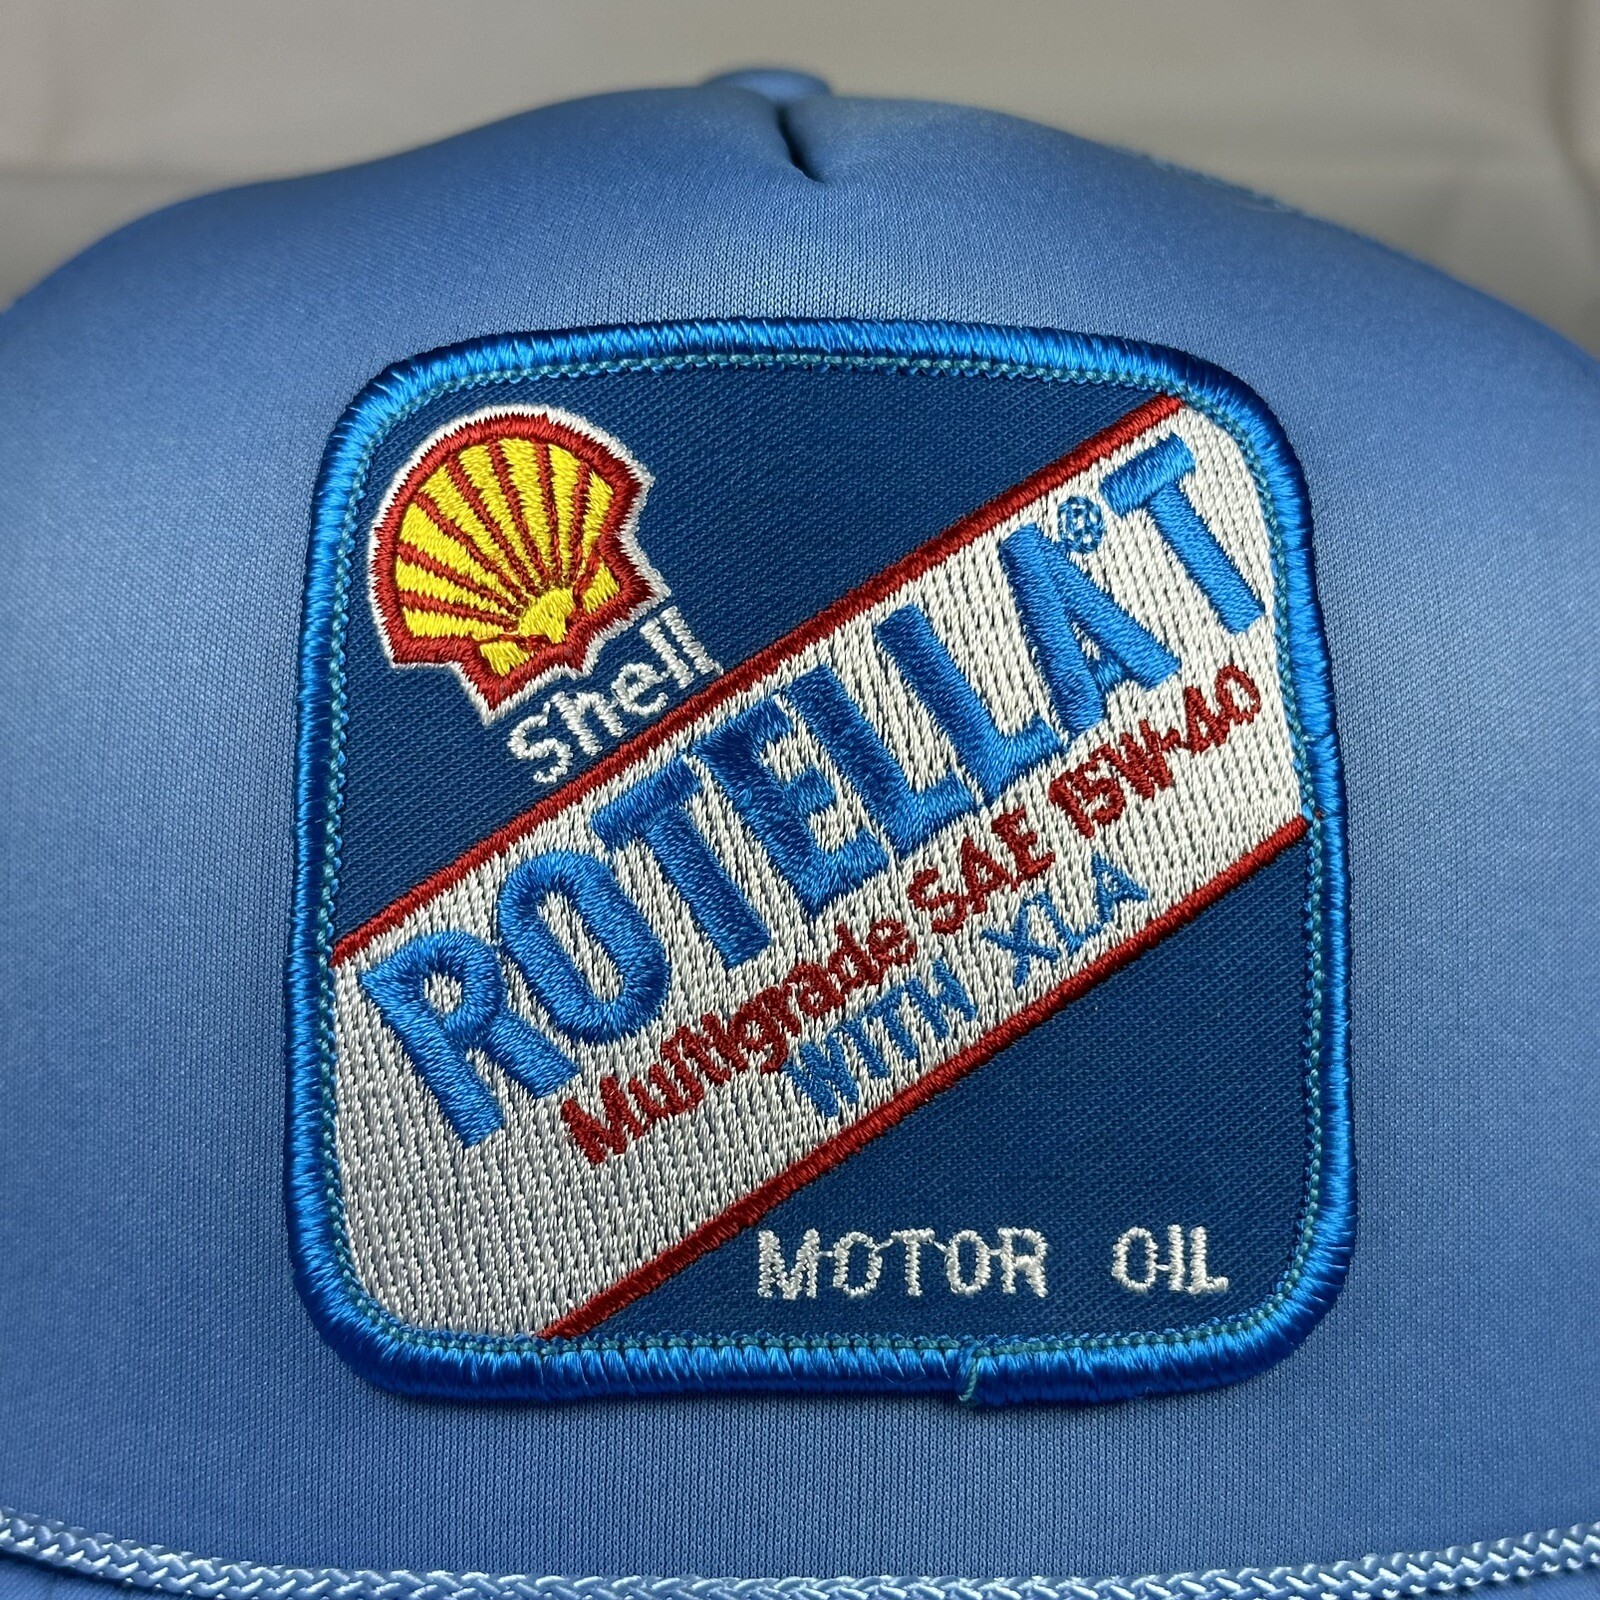 Shell
ROTELLA® T
Multigrade SAE 15W-40
WITH XLA
MOTOR OIL